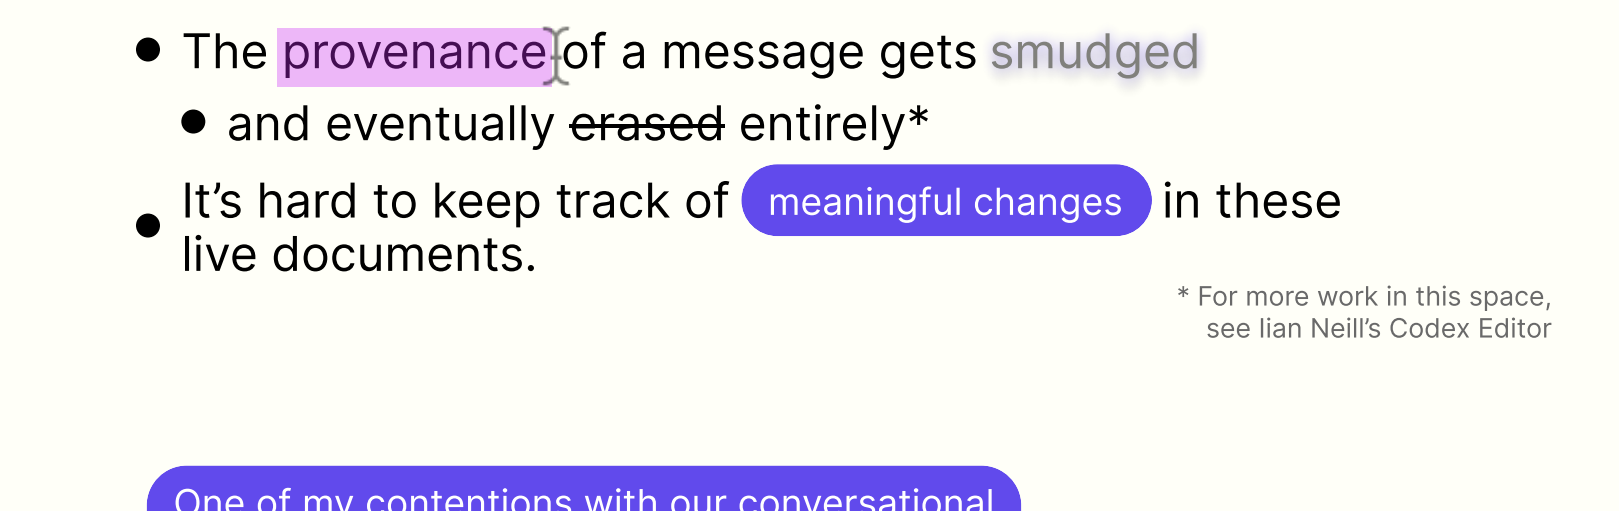 The provenance of a message gets smudged
and eventually erased entirely*
It’s hard to keep track of meaningful changes in these
live documents.
* For more work in this space,
see Iian Neill’s Codex Editor
One of my contentions with our conversational